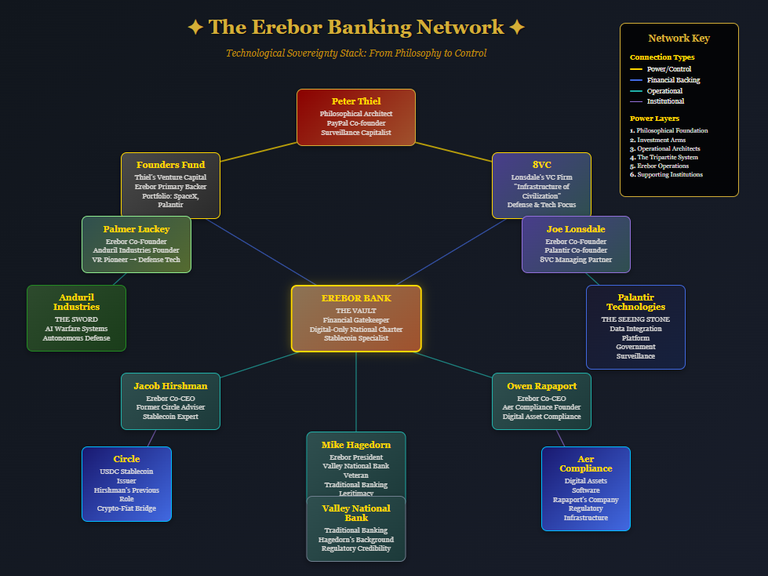 ✦ The Erebor Banking Network ✦
Technological Sovereignty Stack: From Philosophy to Control
Network Key
Connection Types
Power/Control
Financial Backing
Operational
Institutional
Power Layers
1. Philosophical Foundation
2. Investment Arms
3. Operational Architects
4. The Tripartite System
5. Erebor Operations
6. Supporting Institutions
Peter Thiel
Philosophical Architect
PayPal Co-founder
Surveillance Capitalist
Founders Fund
Thiel's Venture Capital
Erebor Primary Backer
Portfolio: SpaceX,
Palantir
8VC
Lonsdale's VC Firm
"Infrastructure of
Civilization"
Defense & Tech Focus
Palmer Luckey
Erebor Co-Founder
Anduril Industries Founder
VR Pioneer → Defense Tech
Joe Lonsdale
Erebor Co-Founder
Palantir Co-founder
8VC Managing Partner
Anduril
Industries
THE SWORD
AI Warfare Systems
Autonomous Defense
EREBOR BANK
THE VAULT
Financial Gatekeeper
Digital-Only National Charter
Stablecoin Specialist
Palantir
Technologies
THE SEEING STONE
Data Integration
Platform
Government
Surveillance
Jacob Hirshman
Erebor Co-CEO
Former Circle Adviser
Stablecoin Expert
Owen Rapaport
Erebor Co-CEO
Aer Compliance Founder
Digital Asset Compliance
Mike Hagedorn
Erebor President
Valley National Bank
Veteran
Traditional Banking
Legitimacy
Circle
USDC Stablecoin
Issuer
Hirshman's Previous
Role
Crypto-Fiat Bridge
Aer
Compliance
Digital Assets
Software
Rapaport's Company
Regulatory
Infrastructure
Valley National
Bank
Traditional Banking
Hagedorn's Background
Regulatory Credibility